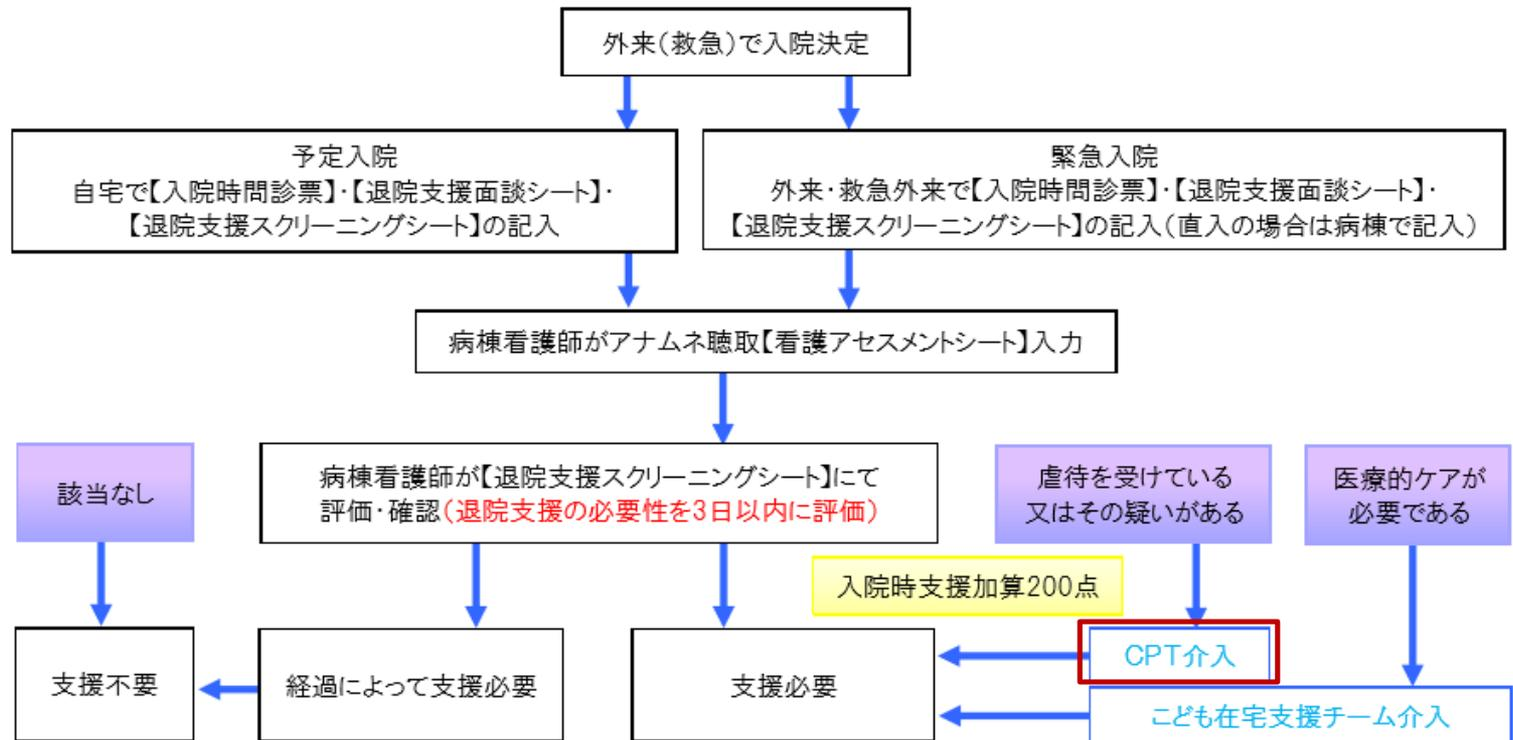 外来(救急)で入院決定
予定入院
自宅で【入院時問診票】・【退院支援面談シート】・
【退院支援スクリーニングシート】の記入
緊急入院
外来・救急外来で【入院時問診票】・【退院支援面談シート】・
【退院支援スクリーニングシート】の記入(直入の場合は病棟で記入)
病棟看護師がアナムネ聴取【看護アセスメントシート】入力
該当なし
病棟看護師が【退院支援スクリーニングシート】にて
評価・確認(退院支援の必要性を3日以内に評価)
虐待を受けている
又はその疑いがある
医療的ケアが
必要である
入院時支援加算200点
支援不要
経過によって支援必要
支援必要
CPT介入
こども在宅支援チーム介入